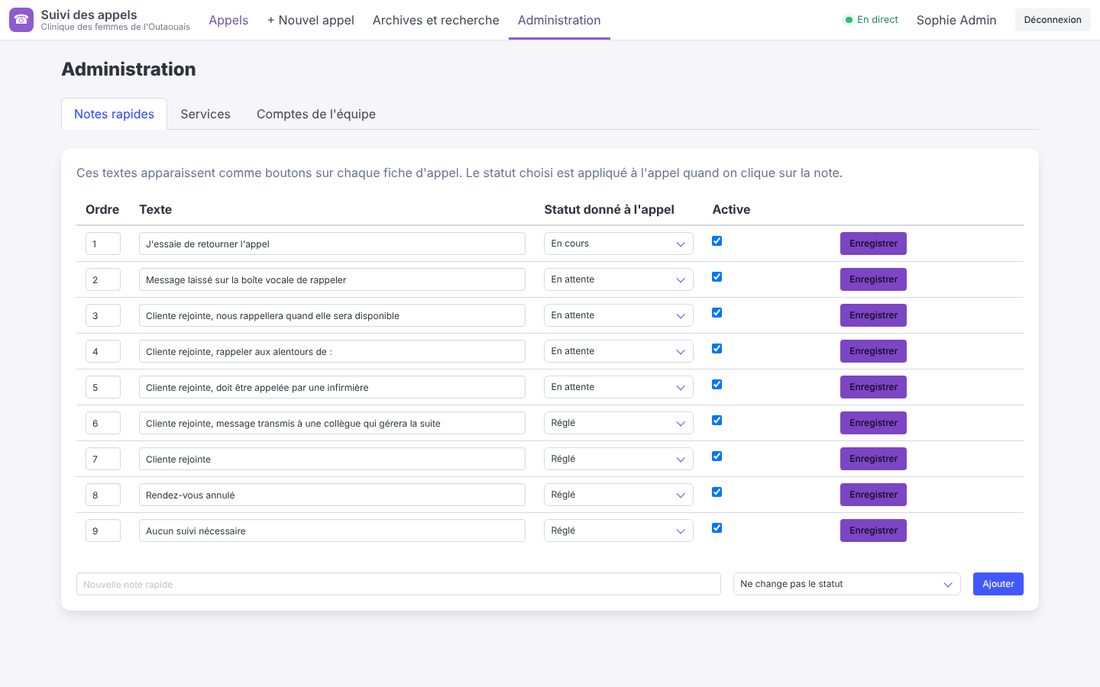 Suivi des appels
Clinique des femmes de l'Outaouais
Appels + Nouvel appel Archives et recherche Administration
En direct Sophie Admin Déconnexion
Administration
Notes rapides Services Comptes de l'équipe
Ces textes apparaissent comme boutons sur chaque fiche d'appel. Le statut choisi est appliqué à l'appel quand on clique sur la note.
Ordre Texte Statut donné à l'appel Active
1 J'essaie de retourner l'appel En cours Enregistrer
2 Message laissé sur la boîte vocale de rappeler En attente Enregistrer
3 Cliente rejointe, nous rappellera quand elle sera disponible En attente Enregistrer
4 Cliente rejointe, rappeler aux alentours de : En attente Enregistrer
5 Cliente rejointe, doit être appelée par une infirmière En attente Enregistrer
6 Cliente rejointe, message transmis à une collègue qui gérera la suite Réglé Enregistrer
7 Cliente rejointe Réglé Enregistrer
8 Rendez-vous annulé Réglé Enregistrer
9 Aucun suivi nécessaire Réglé Enregistrer
Nouvelle note rapide Ne change pas le statut Ajouter